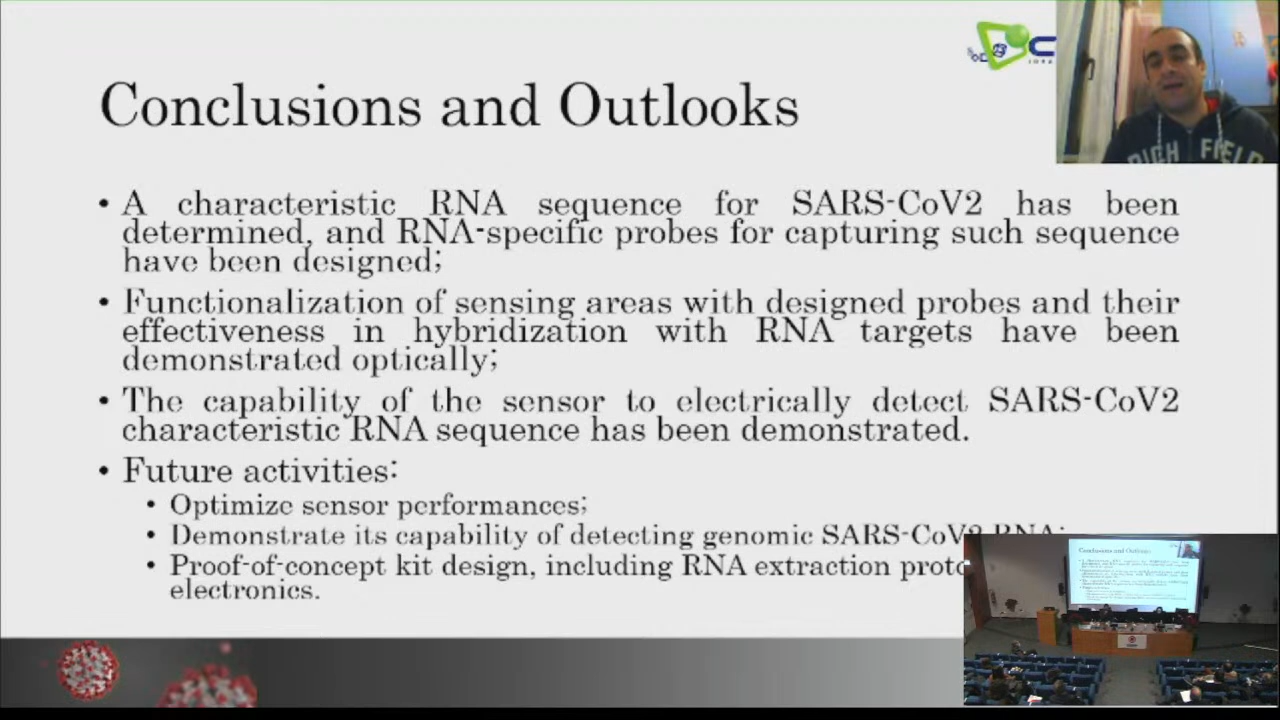 Conclusions and Outlooks
• A characteristic RNA sequence for SARS-CoV2 has been
determined, and RNA-specific probes for capturing such sequence
have been designed;
• Functionalization of sensing areas with designed probes and their
effectiveness in hybridization with RNA targets have been
demonstrated optically;
• The capability of the sensor to electrically detect SARS-CoV2
characteristic RNA sequence has been demonstrated.
• Future activities:
• Optimize sensor performances;
• Demonstrate its capability of detecting genomic SARS-CoV2 RNA;
• Proof-of-concept kit design, including RNA extraction proto
electronics.
FIELD
Conclusions and Outlooks